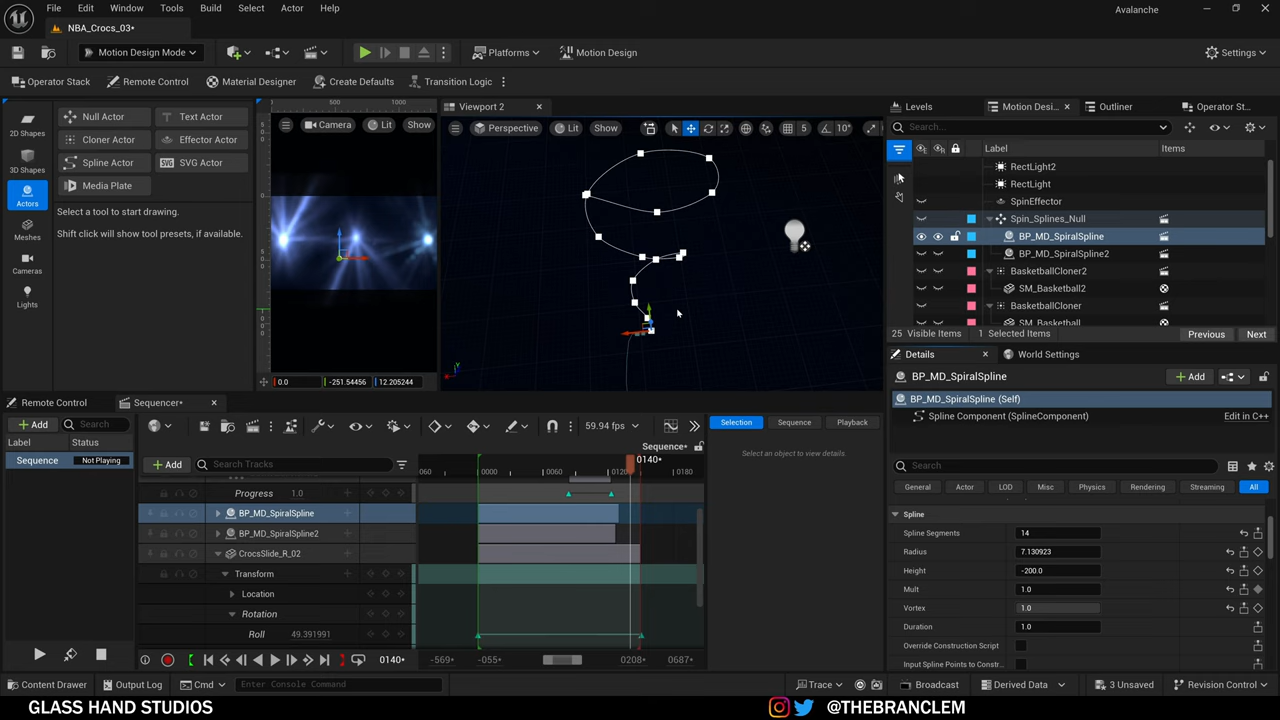 File Edit Window Tools Build Select Actor Help
Avalanche
NBA_Crocs_03*
Motion Design Mode
Platforms
Motion Design
Settings
Operator Stack Remote Control Material Designer Create Defaults Transition Logic
2D Shapes
3D Shapes
Actors
Meshes
Cameras
Lights
Null Actor Text Actor
Cloner Actor Effector Actor
Spline Actor SVG SVG Actor
Media Plate
Select a tool to start drawing.
Shift click will show tool presets, if available.
500 1000
Camera Lit Show
0.0 -251.54456 12.205244
Viewport 2
Perspective Lit Show 5 10°
Levels Motion Desi... Outliner Operator St...
Search...
Label Items
RectLight2
RectLight
SpinEffector
Spin_Splines_Null
BP_MD_SpiralSpline
BP_MD_SpiralSpline2
BasketballCloner2
SM_Basketball2
BasketballCloner
SM_Basketball
25 Visible Items 1 Selected Items Previous Next
Details World Settings
BP_MD_SpiralSpline Add
BP_MD_SpiralSpline (Self)
Spline Component (SplineComponent) Edit in C++
Search
General Actor LOD Misc Physics Rendering Streaming All
Spline
Spline Segments 14
Radius 7.130923
Height -200.0
Mult 1.0
Vortex 1.0
Duration 1.0
Override Construction Script
Input Spline Points to Constr...
Remote Control
Add Search
Label Status
Sequence Not Playing
Sequencer*
59.94 fps
Sequence*
Add Search Tracks
060 0000 0060 0120 0180
0140*
Progress 1.0
BP_MD_SpiralSpline
BP_MD_SpiralSpline2
CrocsSlide_R_02
Transform
Location
Rotation
Roll 49.391991
0140* -569* -055* 0208* 0687*
Selection Sequence Playback
Select an object to view details.
Content Drawer Output Log Cmd Enter Console Command Trace Broadcast Derived Data 3 Unsaved Revision Control
GLASS HAND STUDIOS @THEBRANCLEM